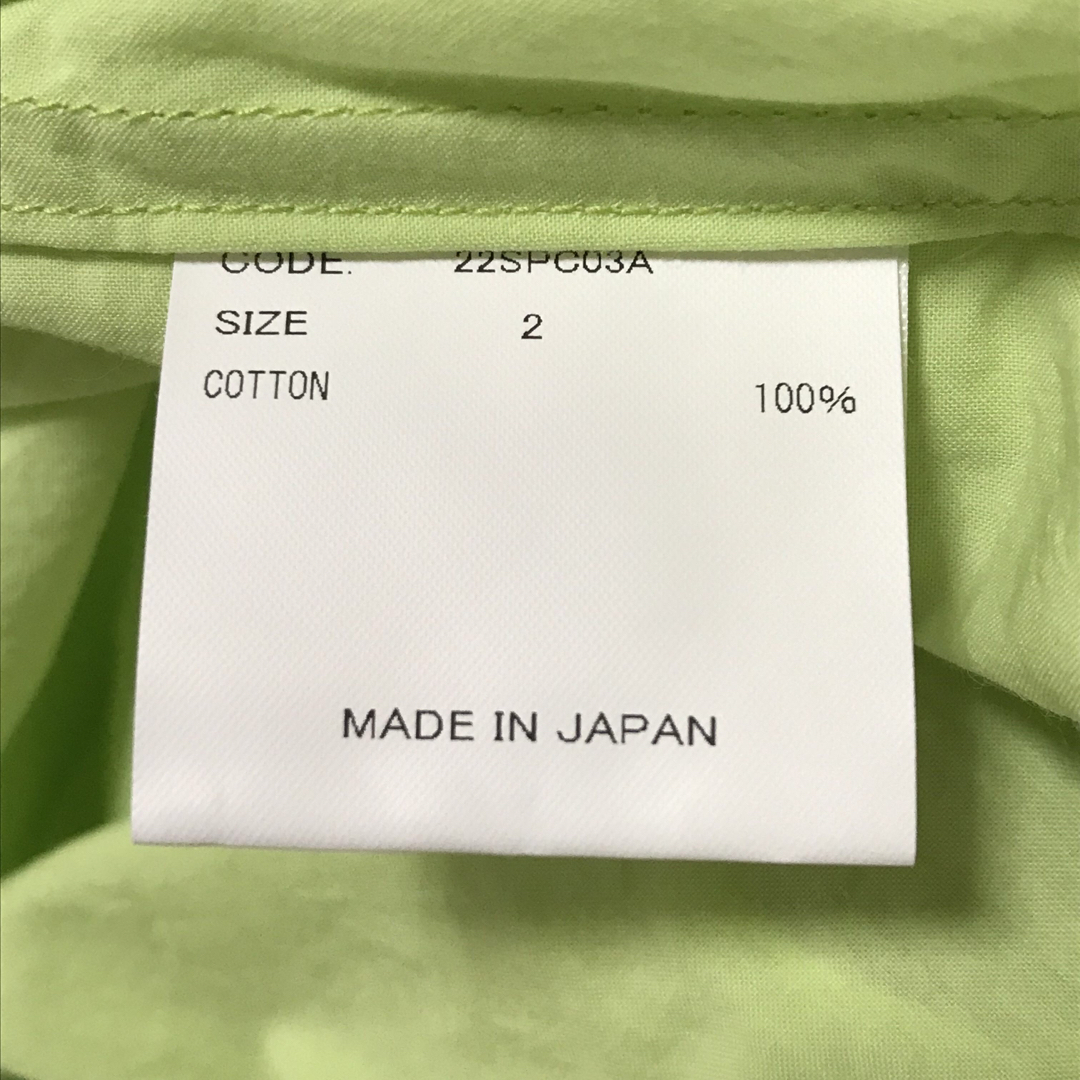 CODE. 22SPC03A
SIZE 2
COTTON 100%
MADE IN JAPAN